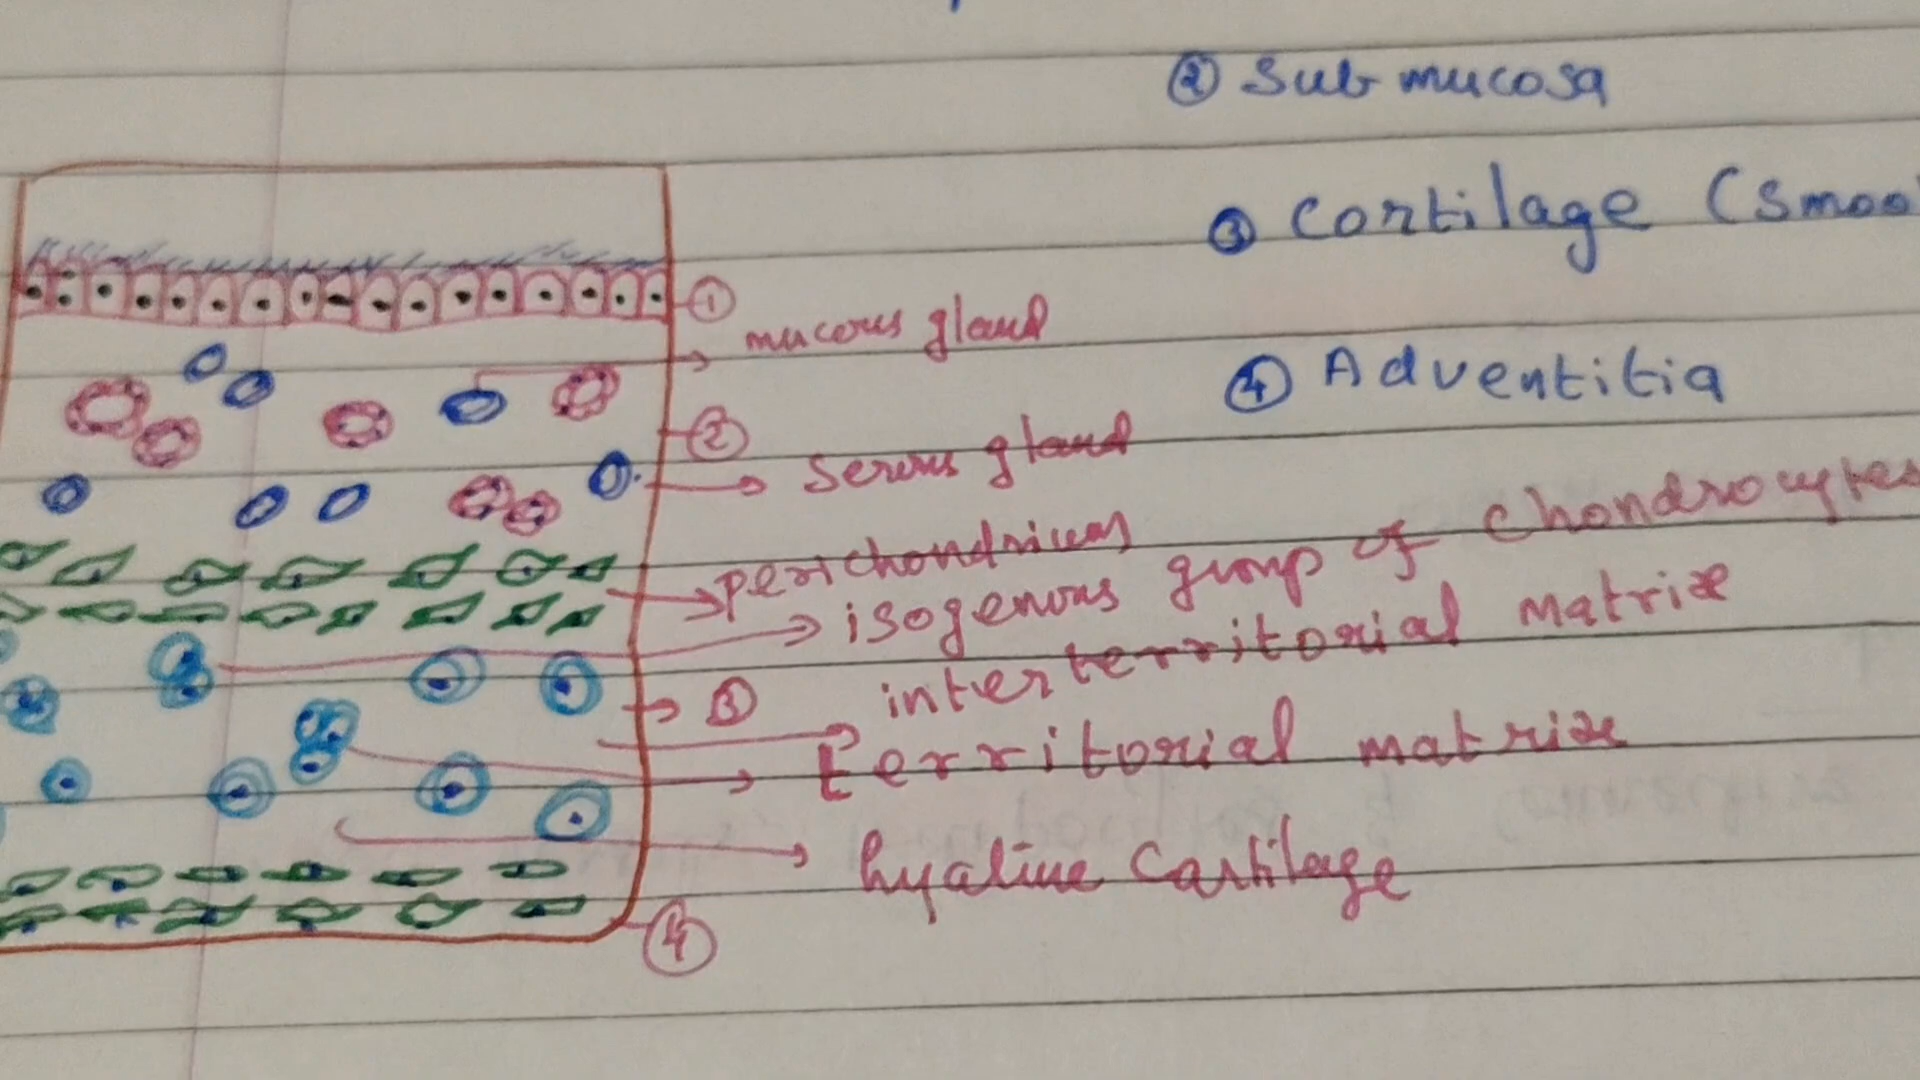 ② Sub mucosa
③ Cortilage (Smoo
①
mucous gland
④ Adventitia
②
Serous gland
perichondrium
isogenous group of chondrocytes
interterritorial matrix
③
territorial matrix
hyaline Cartilage
④